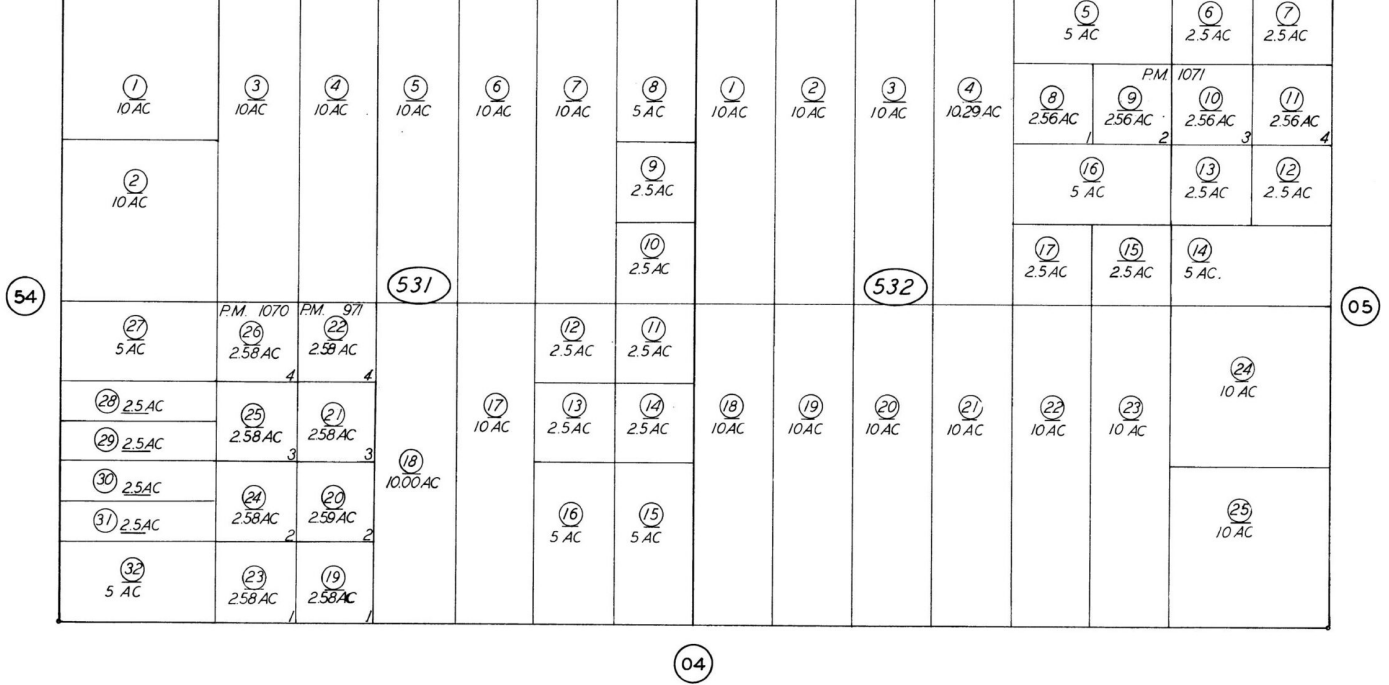 5
5 AC
6
2.5 AC
7
2.5 AC
1
10 AC
3
10 AC
4
10 AC
5
10 AC
6
10 AC
7
10 AC
8
5 AC
1
10 AC
2
10 AC
3
10 AC
4
10.29 AC
P.M. 1071
8
2.56 AC
1
9
2.56 AC
2
10
2.56 AC
3
11
2.56 AC
4
2
10 AC
9
2.5 AC
16
5 AC
13
2.5 AC
12
2.5 AC
10
2.5 AC
17
2.5 AC
15
2.5 AC
14
5 AC.
54
531
532
05
27
5 AC
P.M. 1070
26
2.58 AC
4
P.M. 971
22
2.59 AC
4
12
2.5 AC
11
2.5 AC
24
10 AC
28 2.5 AC
29 2.5 AC
25
2.58 AC
3
21
2.58 AC
3
18
10.00 AC
17
10 AC
13
2.5 AC
14
2.5 AC
18
10 AC
19
10 AC
20
10 AC
21
10 AC
22
10 AC
23
10 AC
30 2.5 AC
31 2.5 AC
24
2.58 AC
2
20
2.59 AC
2
16
5 AC
15
5 AC
25
10 AC
32
5 AC
23
2.58 AC
1
19
2.58 AC
1
04